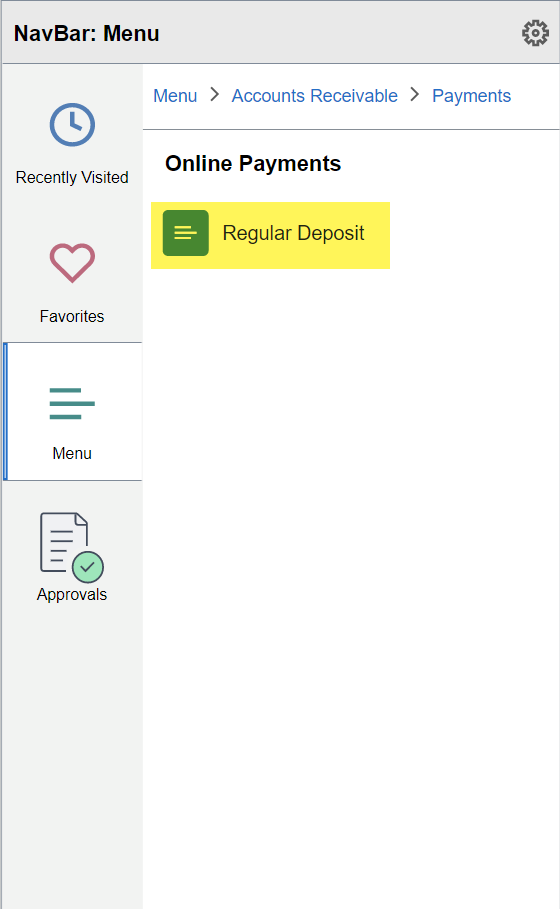 NavBar: Menu
Recently Visited
Favorites
Menu
Approvals
Menu > Accounts Receivable > Payments
Online Payments
Regular Deposit